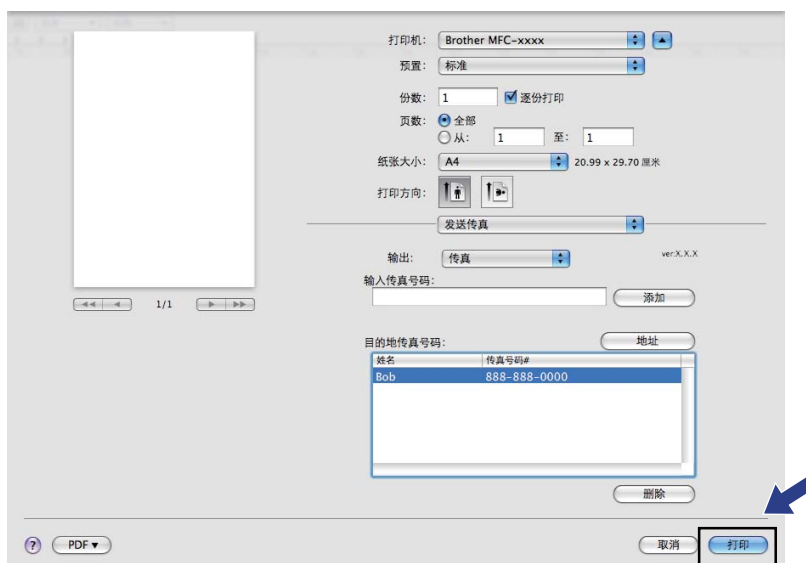 打印机: Brother MFC-xxxx
预置: 标准
份数: 1 逐份打印
页数: 全部
从: 1 至: 1
纸张大小: A4 20.99 x 29.70 厘米
打印方向:
发送传真
输出: 传真 ver:X.X.X
输入传真号码:
添加
1/1
目的地传真号码: 地址
姓名 传真号码#
Bob 888-888-0000
删除
? PDF▼ 取消 打印